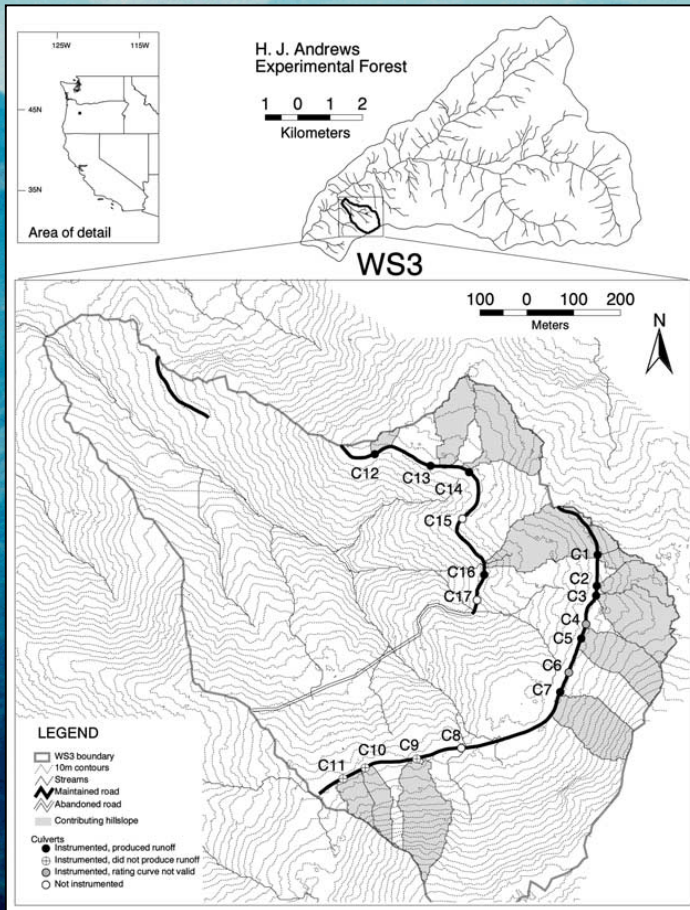 125W 115W
45N
35N
Area of detail
H. J. Andrews
Experimental Forest
1 0 1 2
Kilometers
WS3
100 0 100 200
Meters
N
C12
C13
C14
C15
C16
C17
C1
C2
C3
C4
C5
C6
C7
C8
C9
C10
C11
LEGEND
WS3 boundary
10m contours
Streams
Maintained road
Abandoned road
Contributing hillslope
Culverts
Instrumented, produced runoff
Instrumented, did not produce runoff
Instrumented, rating curve not valid
Not instrumented